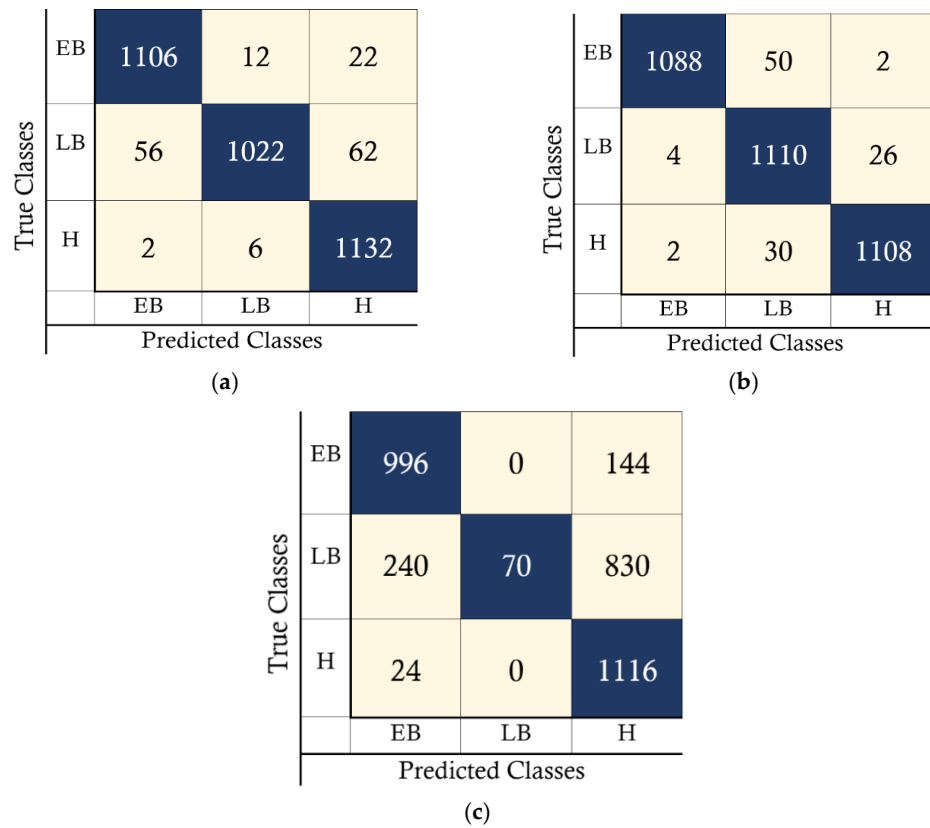 True Classes
EB 1106 12 22
LB 56 1022 62
H 2 6 1132
EB LB H
Predicted Classes
(a)
True Classes
EB 1088 50 2
LB 4 1110 26
H 2 30 1108
EB LB H
Predicted Classes
(b)
True Classes
EB 996 0 144
LB 240 70 830
H 24 0 1116
EB LB H
Predicted Classes
(c)